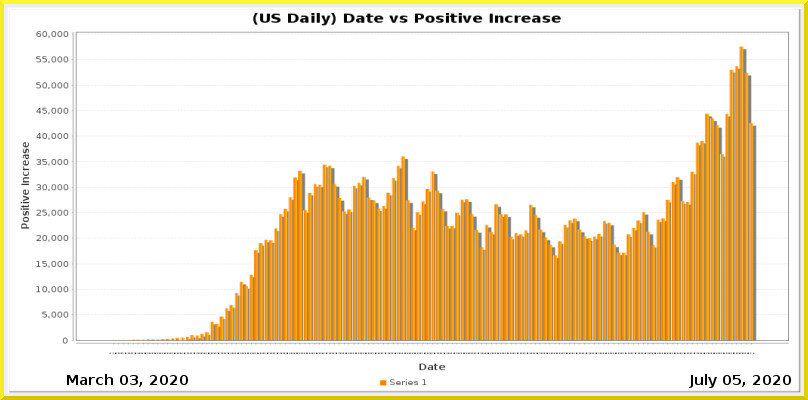 (US Daily) Date vs Positive Increase
60,000
55,000
50,000
45,000
40,000
35,000
30,000
25,000
20,000
15,000
10,000
5,000
0
Positive Increase
Date
March 03, 2020
July 05, 2020
Series 1